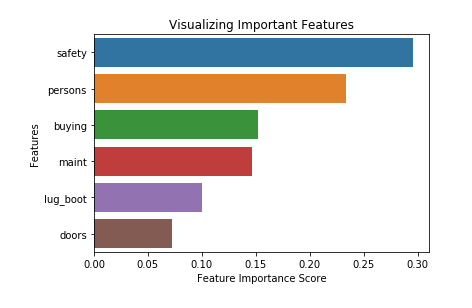 Visualizing Important Features
safety
persons
buying
maint
lug_boot
doors
Features
0.00 0.05 0.10 0.15 0.20 0.25 0.30
Feature Importance Score